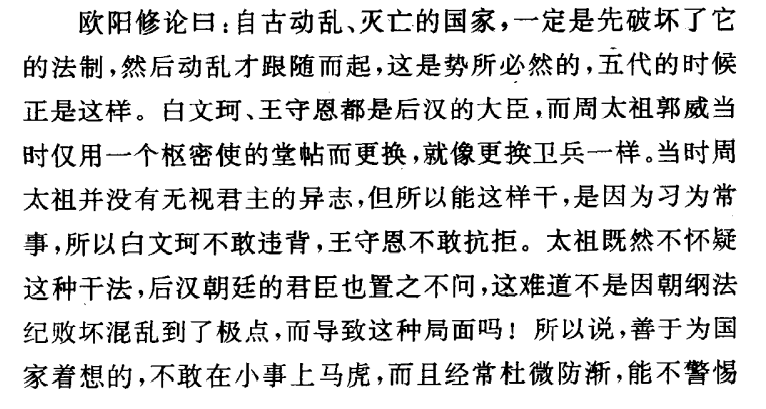 欧阳修论曰：自古动乱、灭亡的国家，一定是先破坏了它
的法制，然后动乱才跟随而起，这是势所必然的，五代的时候
正是这样。白文珂、王守恩都是后汉的大臣，而周太祖郭威当
时仅用一个枢密使的堂帖而更换，就像更换卫兵一样。当时周
太祖并没有无视君主的异志，但所以能这样干，是因为习为常
事，所以白文珂不敢违背，王守恩不敢抗拒。太祖既然不怀疑
这种干法，后汉朝廷的君臣也置之不问，这难道不是因朝纲法
纪败坏混乱到了极点，而导致这种局面吗！所以说，善于为国
家着想的，不敢在小事上马虎，而且经常杜微防渐，能不警惕